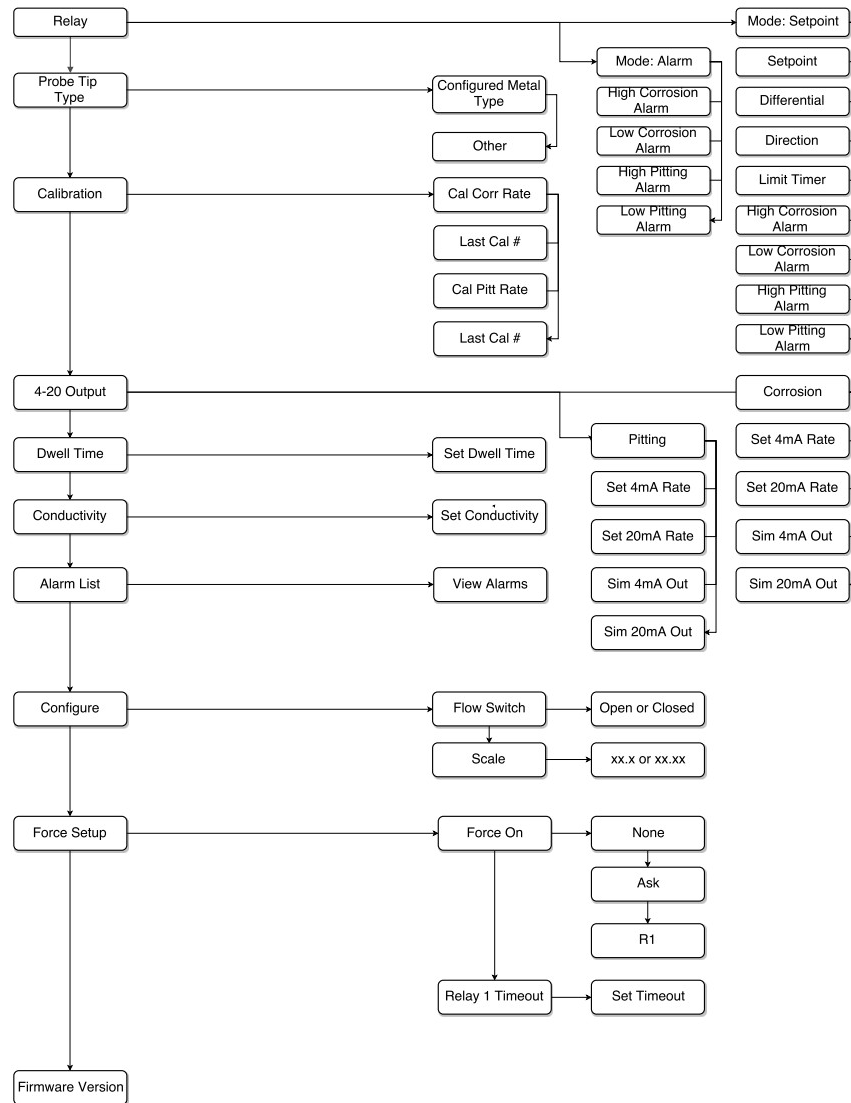 Relay
Mode: Setpoint
Mode: Alarm
Setpoint
Probe Tip
Type
Configured Metal
Type
High Corrosion
Alarm
Differential
Other
Low Corrosion
Alarm
Direction
High Pitting
Alarm
Limit Timer
Calibration
Cal Corr Rate
Low Pitting
Alarm
High Corrosion
Alarm
Last Cal #
Low Corrosion
Alarm
Cal Pitt Rate
High Pitting
Alarm
Last Cal #
Low Pitting
Alarm
4-20 Output
Corrosion
Pitting
Set 4mA Rate
Dwell Time
Set Dwell Time
Set 4mA Rate
Set 20mA Rate
Conductivity
Set Conductivity
Set 20mA Rate
Sim 4mA Out
Alarm List
View Alarms
Sim 4mA Out
Sim 20mA Out
Sim 20mA Out
Configure
Flow Switch
Open or Closed
Scale
xx.x or xx.xx
Force Setup
Force On
None
Ask
R1
Relay 1 Timeout
Set Timeout
Firmware Version